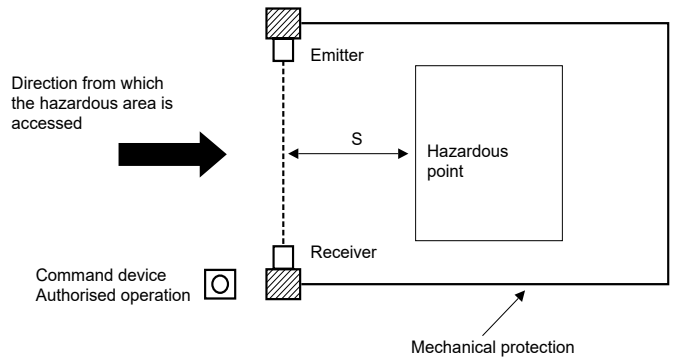 Emitter
Direction from which
the hazardous area is
accessed
S
Hazardous
point
Receiver
Command device
Authorised operation
Mechanical protection